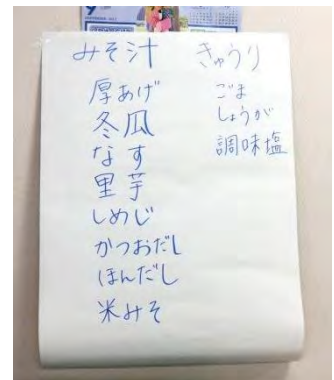 みそ汁
厚あげ
冬瓜
なす
里芋
しめじ
かつおだし
ほんだし
米みそ
きゅうり
ごま
しょうが
調味塩